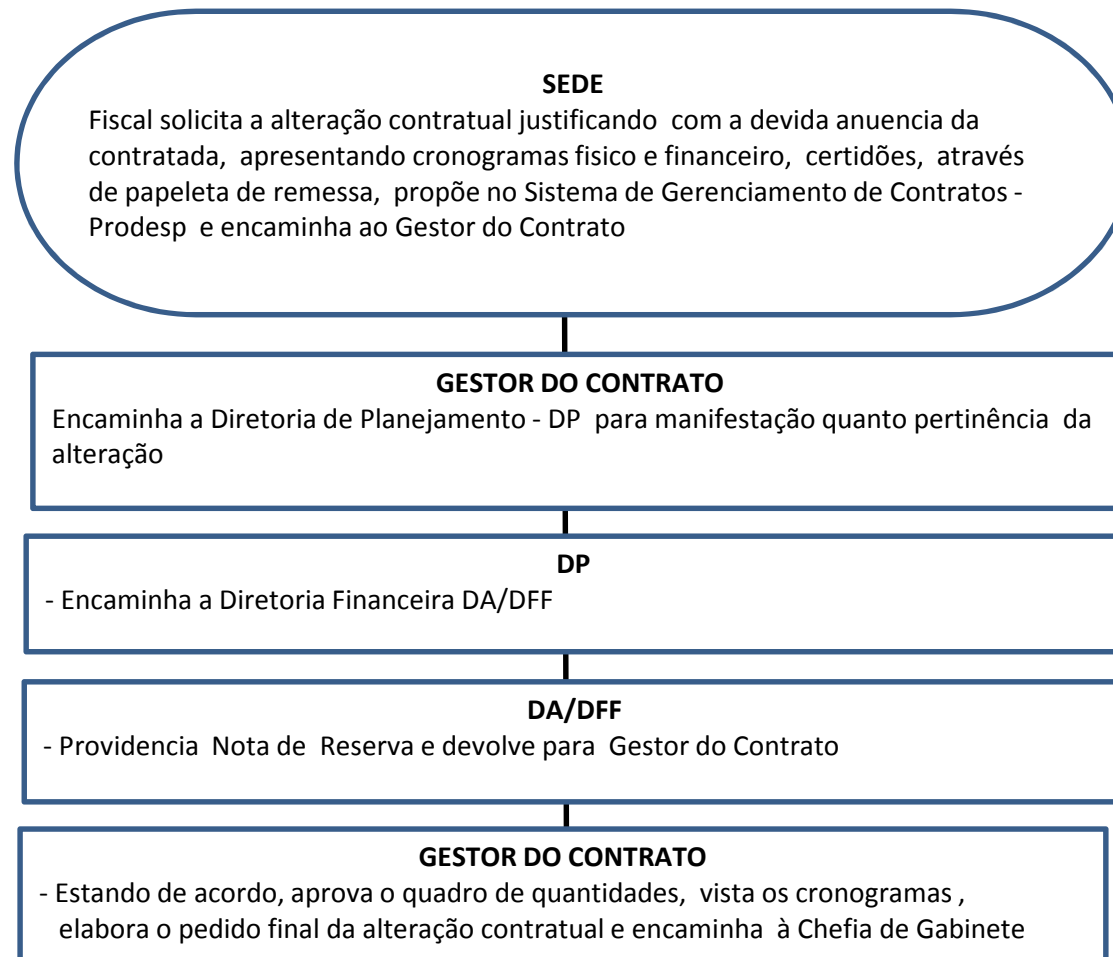 SEDE
Fiscal solicita a alteração contratual justificando com a devida anuencia da
contratada, apresentando cronogramas fisico e financeiro, certidões, através
de papeleta de remessa, propõe no Sistema de Gerenciamento de Contratos -
Prodesp e encaminha ao Gestor do Contrato
GESTOR DO CONTRATO
Encaminha a Diretoria de Planejamento - DP para manifestação quanto pertinência da
alteração
DP
- Encaminha a Diretoria Financeira DA/DFF
DA/DFF
- Providencia Nota de Reserva e devolve para Gestor do Contrato
GESTOR DO CONTRATO
- Estando de acordo, aprova o quadro de quantidades, vista os cronogramas ,
elabora o pedido final da alteração contratual e encaminha à Chefia de Gabinete